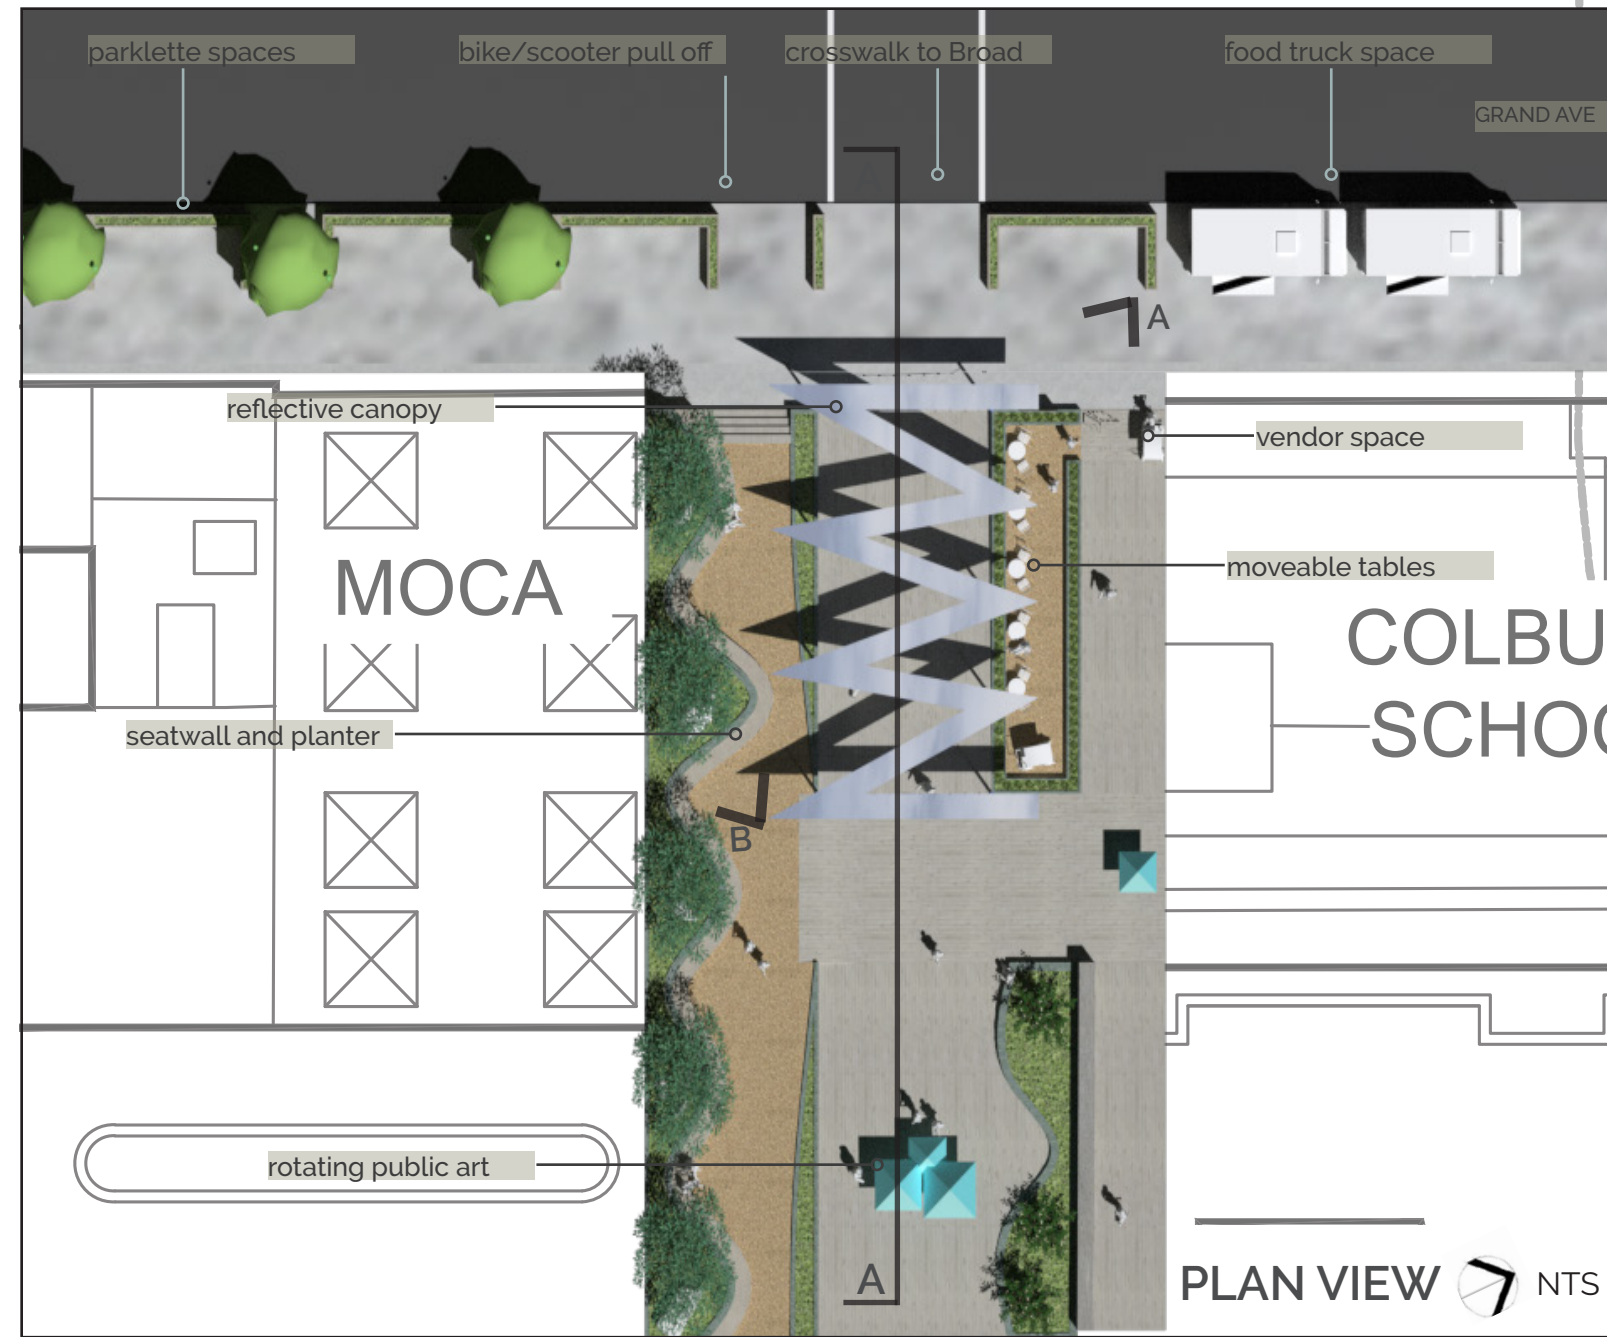 parklette spaces
bike/scooter pull off
crosswalk to Broad
food truck space
GRAND AVE
A
A
reflective canopy
vendor space
MOCA
moveable tables
COLBU
SCHOO
seatwall and planter
B
rotating public art
A
PLAN VIEW
NTS